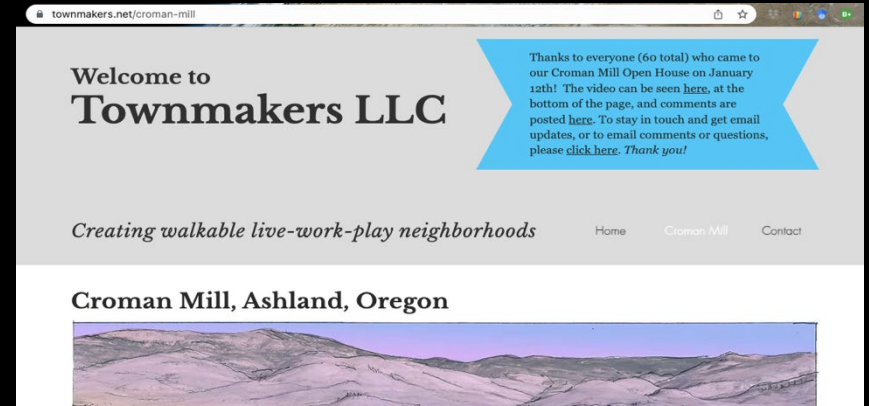 townmakers.net/croman-mill
Welcome to
Townmakers LLC
Thanks to everyone (60 total) who came to
our Croman Mill Open House on January
12th! The video can be seen here, at the
bottom of the page, and comments are
posted here. To stay in touch and get email
updates, or to email comments or questions,
please click here. Thank you!
Creating walkable live-work-play neighborhoods
Home
Croman Mill
Contact
Croman Mill, Ashland, Oregon